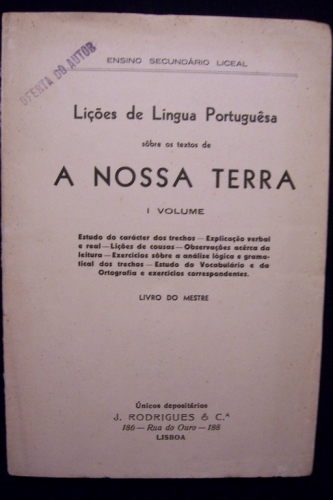 OFERTA DO AUTOR
ENSINO SECUNDÁRIO LICEAL
Lições de Língua Portuguêsa
sôbre os textos de
A NOSSA TERRA
I VOLUME
Estudo do carácter dos trechos — Explicação verbal
e real — Lições de cousas — Observações acêrca da
leitura — Exercícios sôbre a análise lógica e grama-
tical dos trechos — Estudo do Vocabulário e da
Ortografia e exercícios correspondentes.
LIVRO DO MESTRE
Únicos depositários
J. RODRIGUES & C.ª
186 — Rua do Ouro — 188
LISBOA